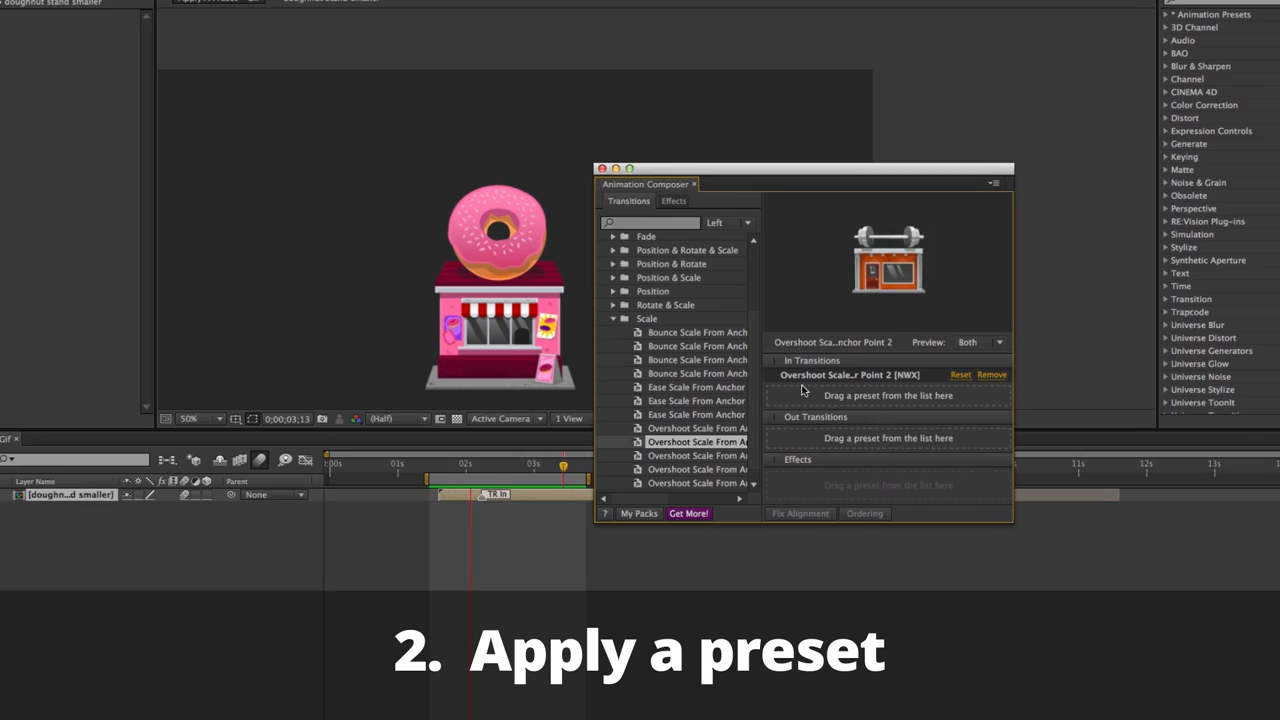 doughnut stand smaller
* Animation Presets
3D Channel
Audio
BAO
Blur & Sharpen
Channel
CINEMA 4D
Color Correction
Distort
Expression Controls
Generate
Keying
Matte
Noise & Grain
Obsolete
Perspective
RE:Vision Plug-ins
Simulation
Stylize
Synthetic Aperture
Text
Time
Transition
Trapcode
Universe Blur
Universe Distort
Universe Generators
Universe Glow
Universe Noise
Universe Stylize
Universe ToonIt
Animation Composer ×
Transitions Effects
Left
Fade
Position & Rotate & Scale
Position & Rotate
Position & Scale
Position
Rotate & Scale
Scale
Bounce Scale From Anch
Bounce Scale From Anch
Bounce Scale From Anch
Bounce Scale From Anch
Ease Scale From Anchor
Ease Scale From Anchor
Ease Scale From Anchor
Overshoot Scale From A
Overshoot Scale From A
Overshoot Scale From A
Overshoot Scale From A
Overshoot Scale From A
? My Packs Get More!
Overshoot Sca...nchor Point 2 Preview: Both
In Transitions
Overshoot Scale..r Point 2 [NWX] Reset Remove
Drag a preset from the list here
Out Transitions
Drag a preset from the list here
Effects
Drag a preset from the list here
Fix Alignment Ordering
50% 0;00;03;13 (Half) Active Camera 1 View
Gif ×
:00s 01s 02s 03s 11s 12s 13s
Layer Name fx Parent
[doughn...d smaller] None
TR In
2. Apply a preset